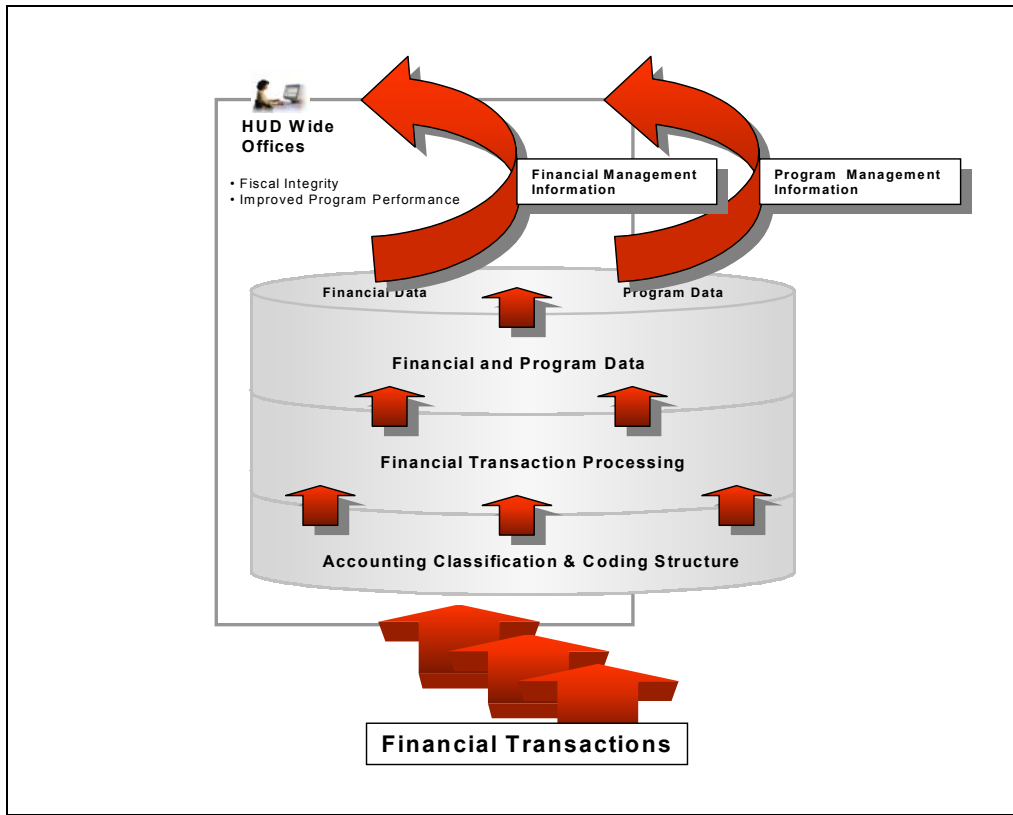 HUD Wide
Offices
• Fiscal Integrity
• Improved Program Performance
Financial Management
Information
Program Management
Information
Financial Data
Program Data
Financial and Program Data
Financial Transaction Processing
Accounting Classification & Coding Structure
Financial Transactions